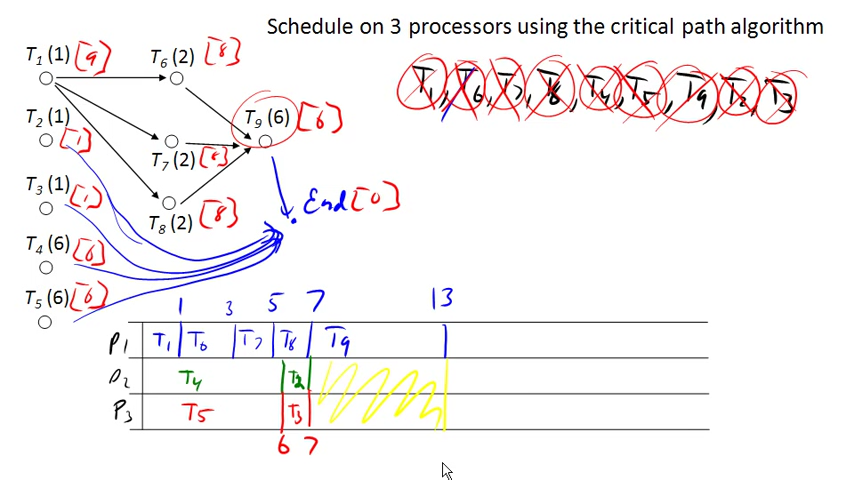 Schedule on 3 processors using the critical path algorithm
T1 (1) [9]
T6 (2) [8]
T1, T6, T7, T8, T4, T5, T9, T2, T3
T2 (1)
[1]
T9 (6) [6]
T7 (2) [8]
T3 (1) [1]
T8 (2) [8]
End [0]
T4 (6) [6]
T5 (6) [6]
1 3 5 7 13
P1 T1 T6 T7 T8 T9
P2 T4 T2
P3 T5 T3
6 7